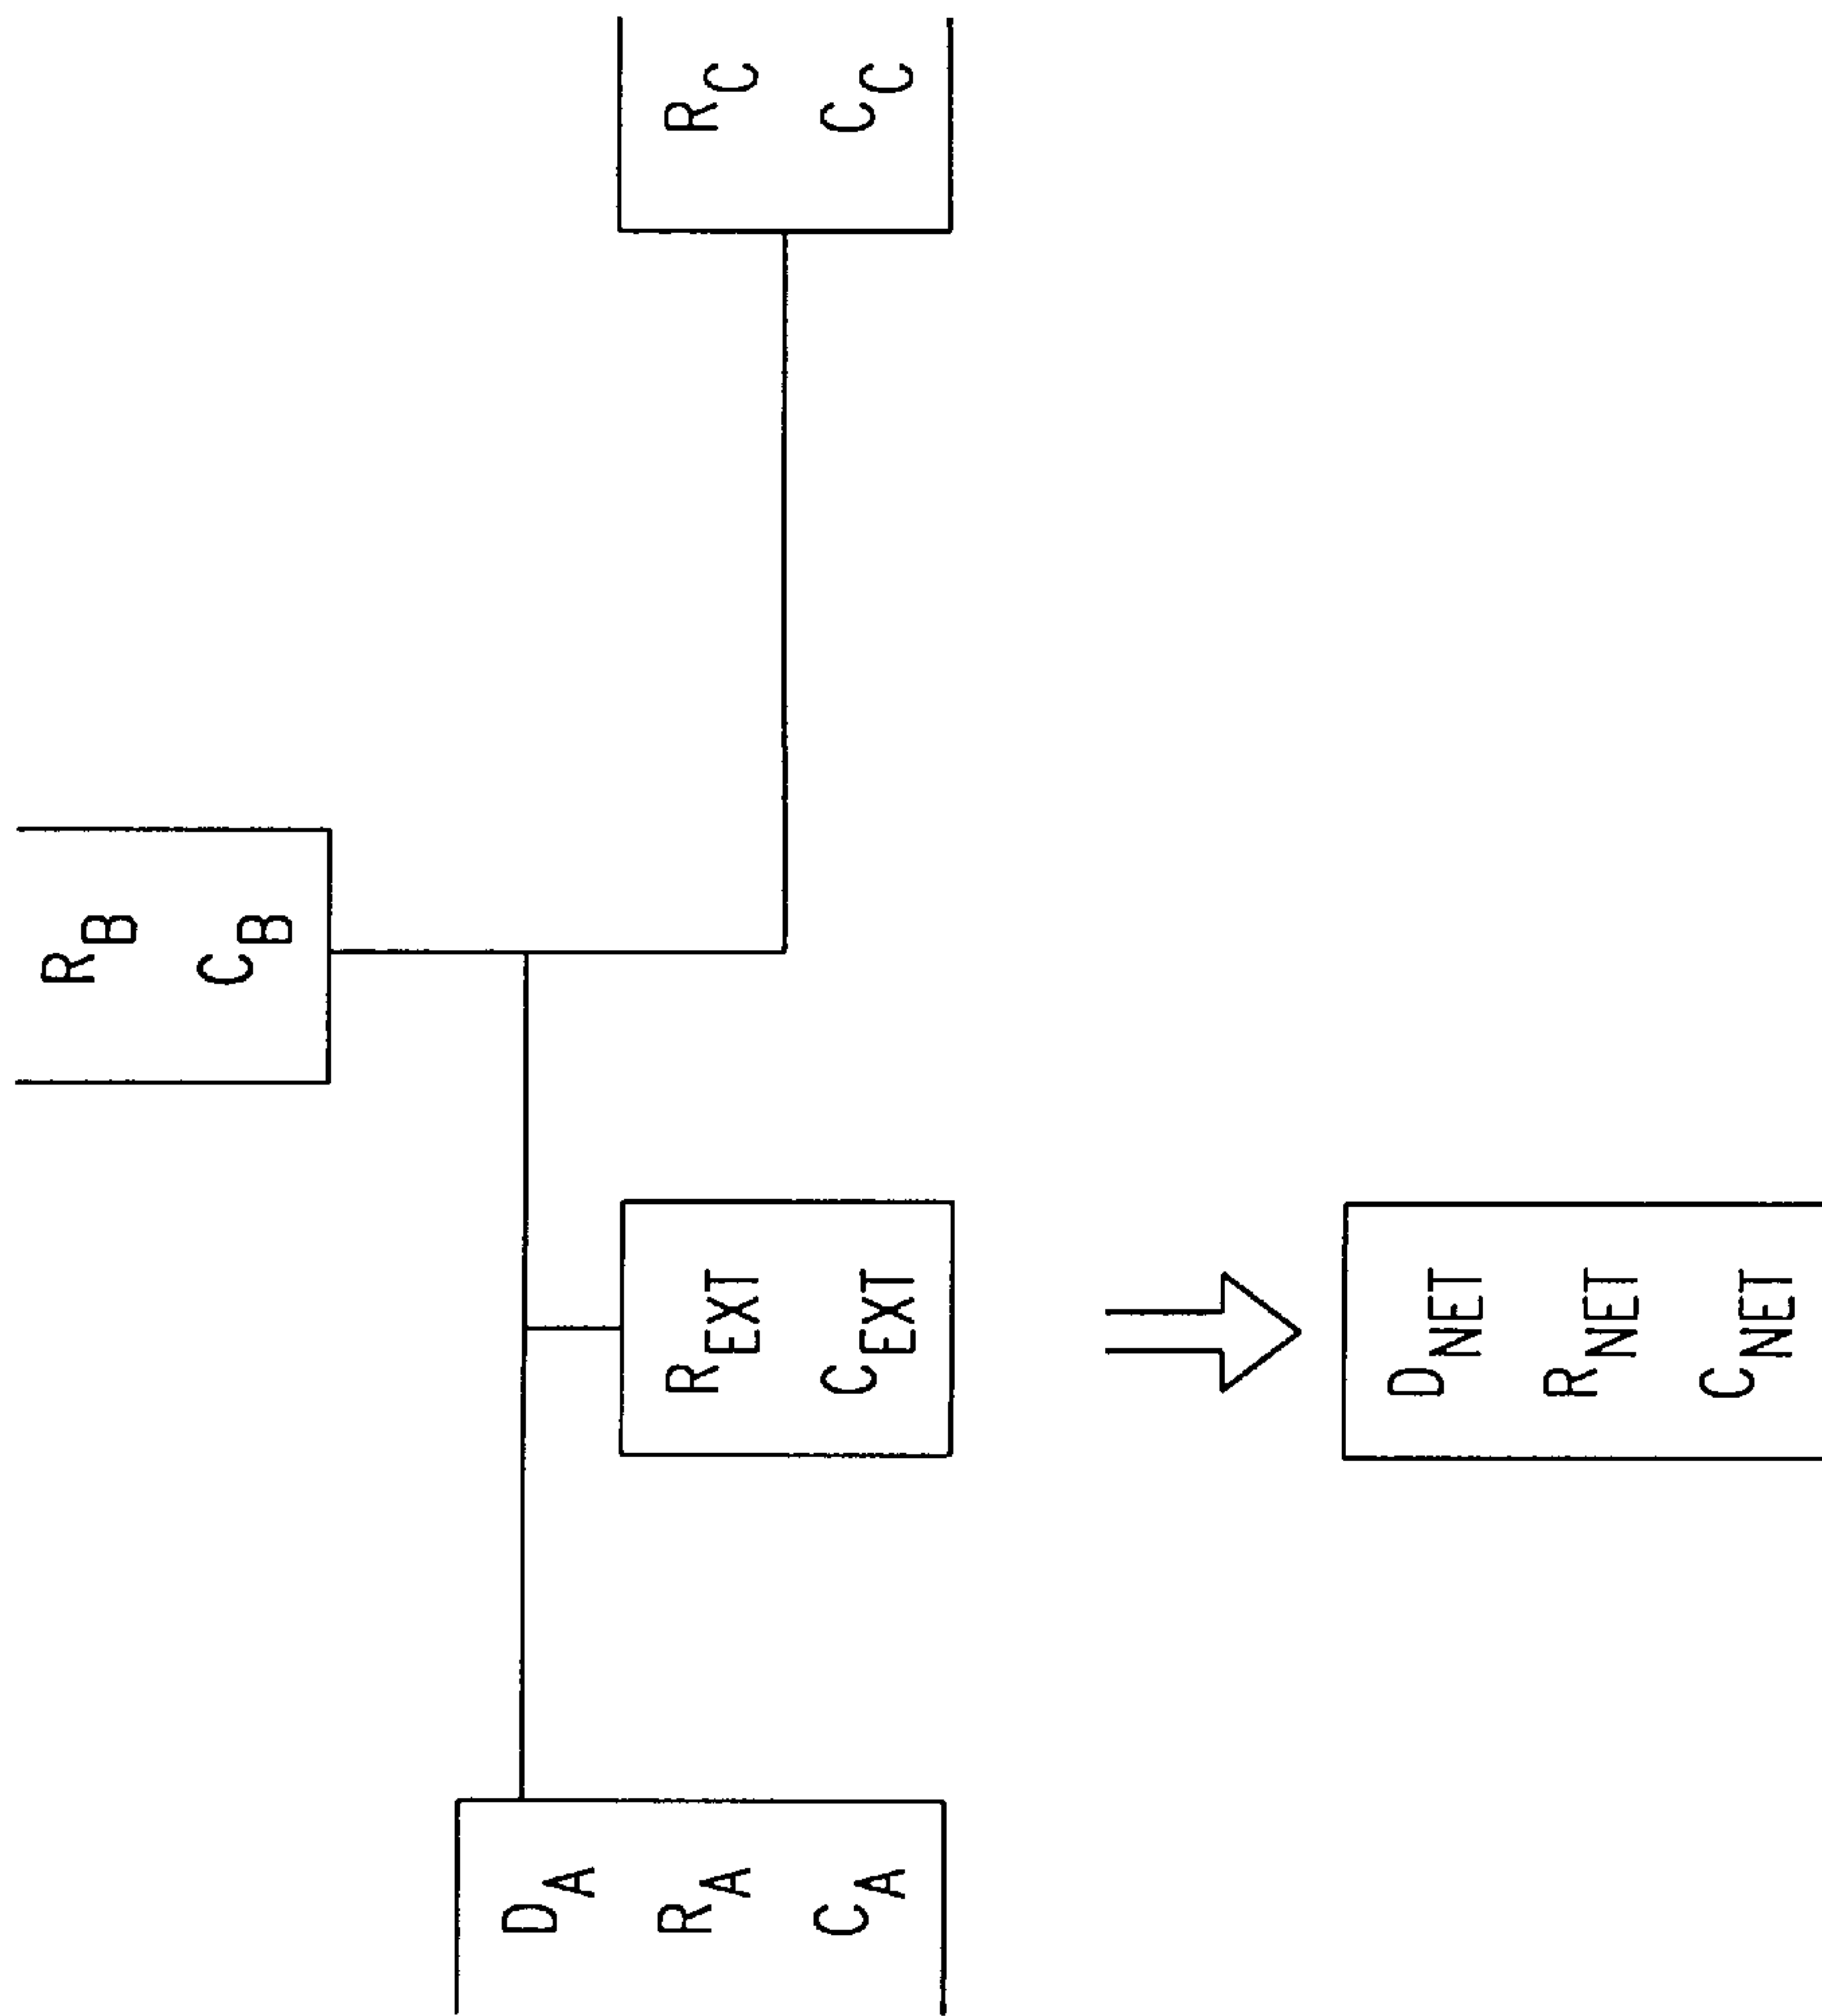 R_B
C_B
D_A
R_A
C_A
R_EXT
C_EXT
R_C
C_C
D_NET
R_NET
C_NET